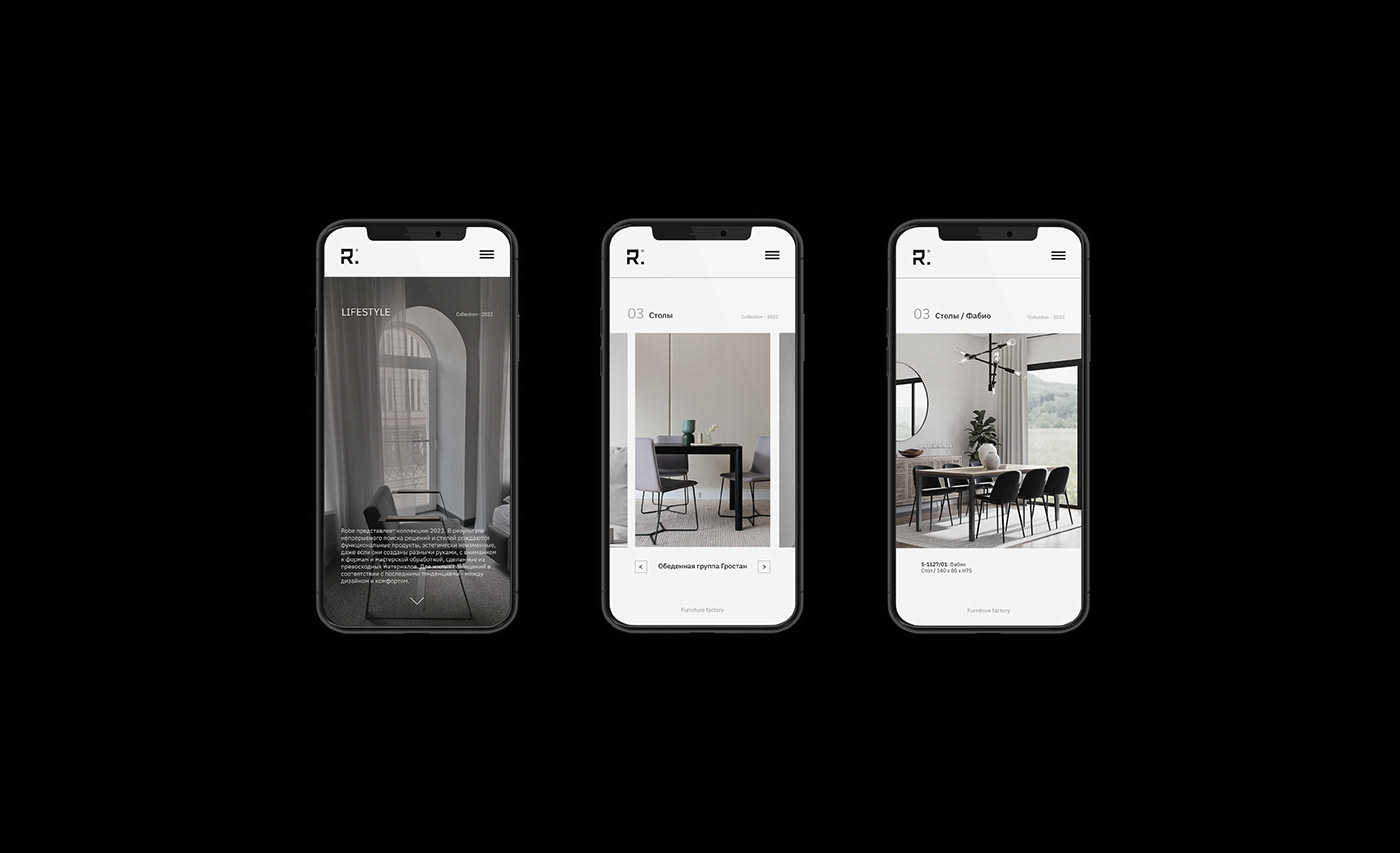 R.
LIFESTYLE
Collection - 2022
Robe представляет коллекцию 2022. В результате
непрерывного поиска решений и стилей рождаются
функциональные продукты, эстетически неизменные,
даже если они созданы разными руками, с вниманием
к формам и мастерской обработкой, сделанные из
превосходных материалов. Для жилых помещений в
соответствии с последними тенденциями - между
дизайном и комфортом.
R.
03 Столы
Collection - 2022
< Обеденная группа Гростан >
Furniture factory
R.
03 Столы / Фабио
Collection - 2022
S-1127/01: Фабио
Стол / 140 x 80 x H75
Furniture factory